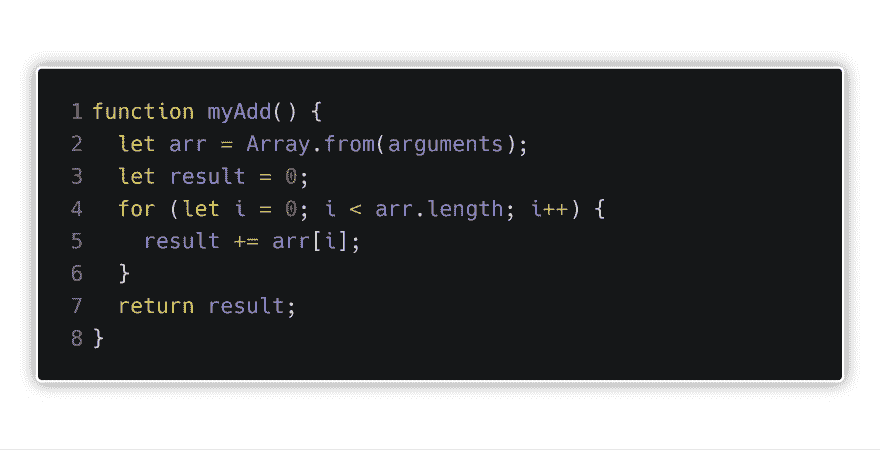 1 function myAdd() {
2   let arr = Array.from(arguments);
3   let result = 0;
4   for (let i = 0; i < arr.length; i++) {
5     result += arr[i];
6   }
7   return result;
8 }